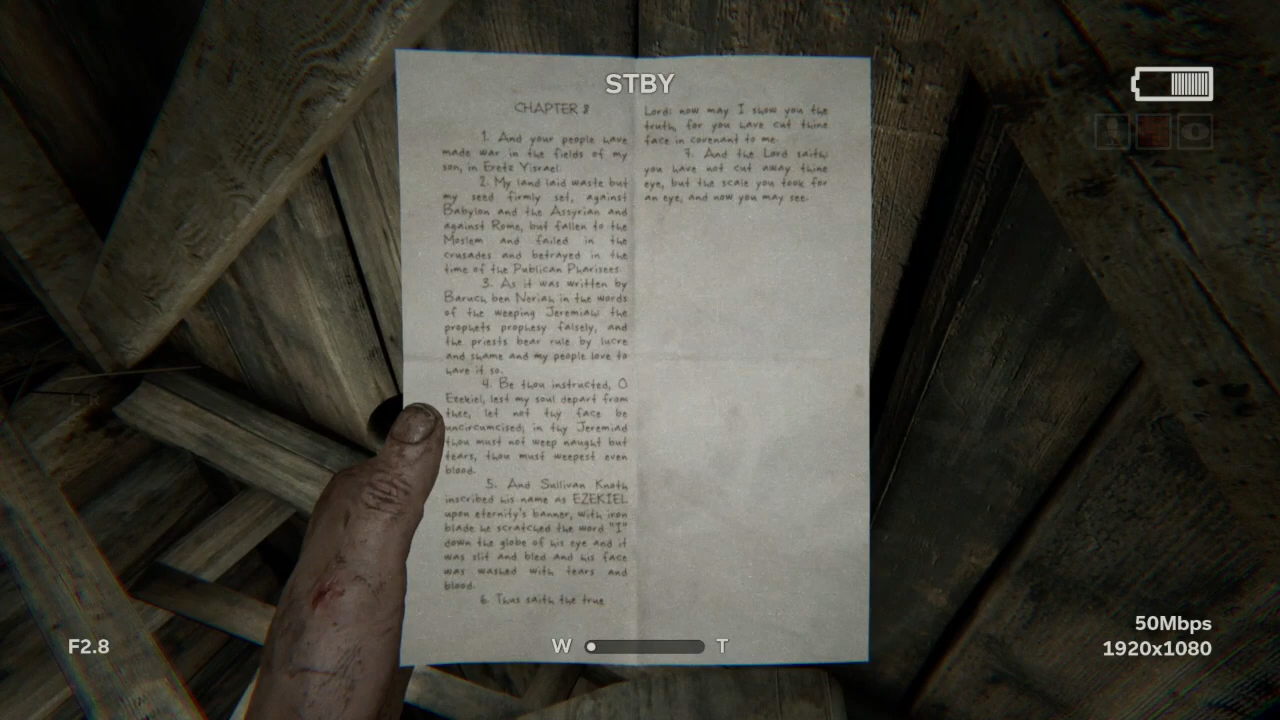 STBY
CHAPTER 3
1. And your people have
made war in the fields of my
son, in Eretz Yisrael.
2. My land laid waste but
my seed firmly set, against
Babylon and the Assyrian and
against Rome, but fallen to the
Moslem and failed in the
crusades and betrayed in the
time of the Publican Pharisees.
3. As it was written by
Baruch ben Neriah in the words
of the weeping Jeremiah: the
prophets prophesy falsely, and
the priests bear rule by lucre
and shame and my people love to
have it so.
4. Be thou instructed, O
Ezekiel, lest my soul depart from
thee, let not thy face be
uncircumcised; in thy Jeremiad
thou must not weep naught but
tears, thou must weepest even
blood.
5. And Sullivan Knoth
inscribed his name as EZEKIEL
upon eternity's banner, with iron
blade he scratched the word "I"
down the globe of his eye and it
was slit and bled and his face
was washed with tears and
blood.
6. Thus saith the true
Lord: now may I show you the
truth, for you have cut thine
face in covenant to me.
7. And the Lord saith:
you have not cut away thine
eye, but the scale you took for
an eye, and now you may see.
F2.8
W T
50Mbps
1920x1080